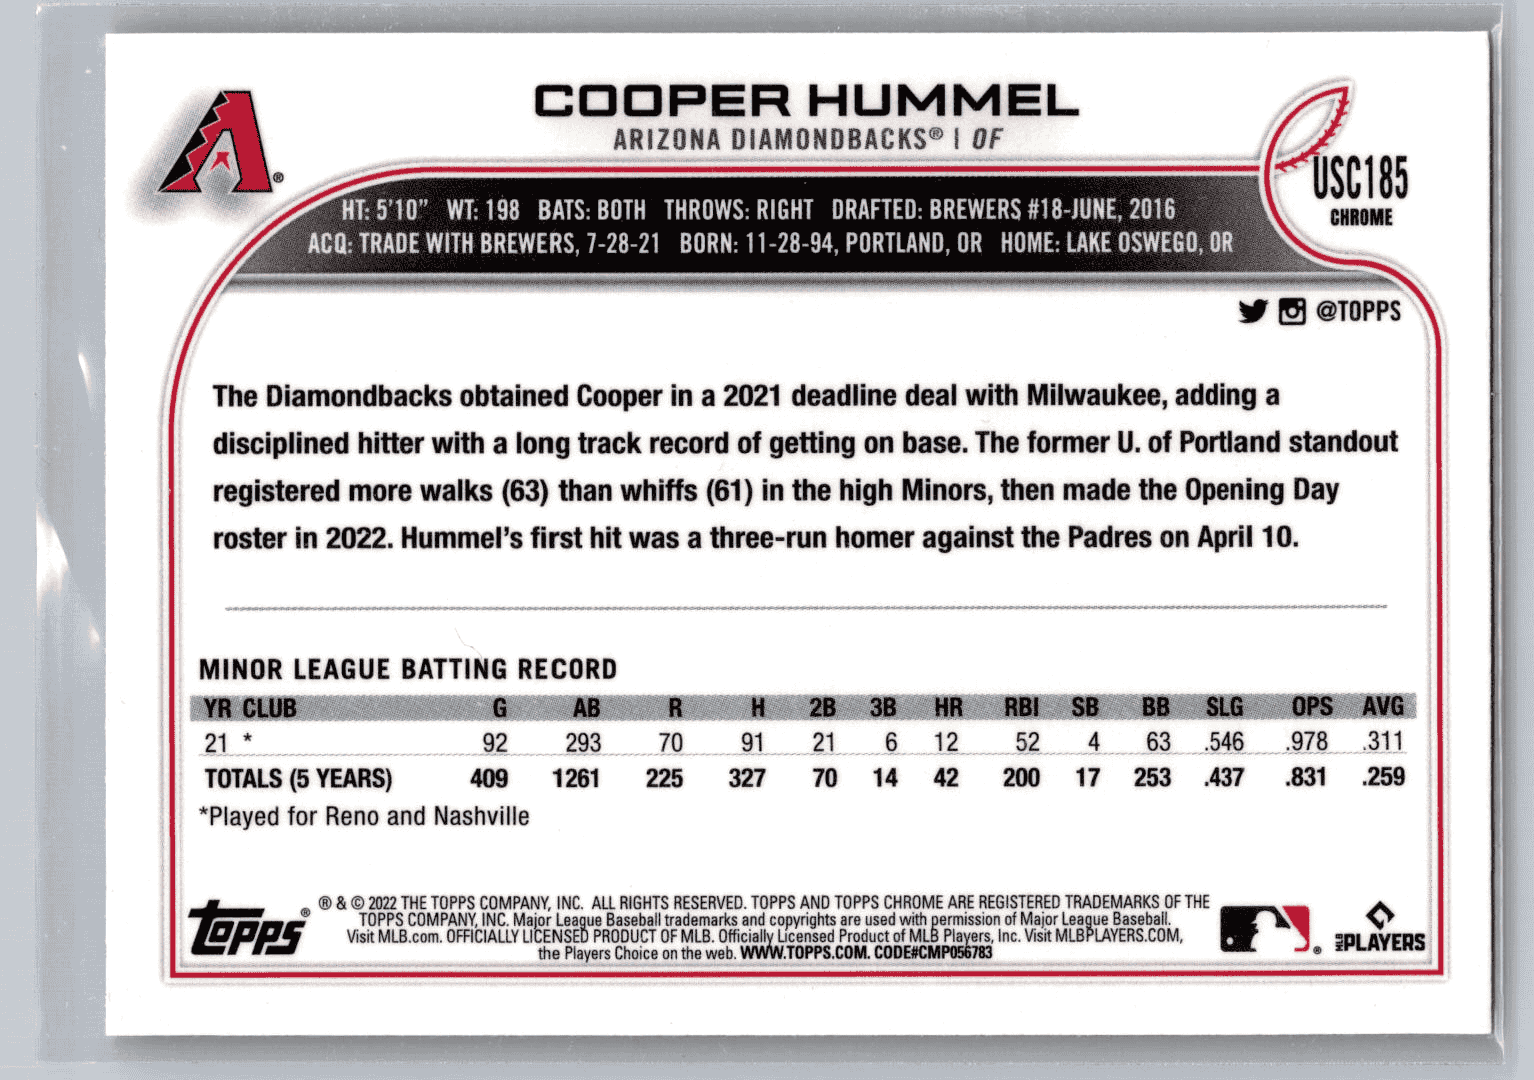 COOPER HUMMEL
ARIZONA DIAMONDBACKS® | OF
®
USC185
CHROME
HT: 5'10" WT: 198 BATS: BOTH THROWS: RIGHT DRAFTED: BREWERS #18-JUNE, 2016
ACQ: TRADE WITH BREWERS, 7-28-21 BORN: 11-28-94, PORTLAND, OR HOME: LAKE OSWEGO, OR
@TOPPS
The Diamondbacks obtained Cooper in a 2021 deadline deal with Milwaukee, adding a
disciplined hitter with a long track record of getting on base. The former U. of Portland standout
registered more walks (63) than whiffs (61) in the high Minors, then made the Opening Day
roster in 2022. Hummel's first hit was a three-run homer against the Padres on April 10.
MINOR LEAGUE BATTING RECORD
YR CLUB G AB R H 2B 3B HR RBI SB BB SLG OPS AVG
21 * 92 293 70 91 21 6 12 52 4 63 .546 .978 .311
TOTALS (5 YEARS) 409 1261 225 327 70 14 42 200 17 253 .437 .831 .259
*Played for Reno and Nashville
Topps®
® & © 2022 THE TOPPS COMPANY, INC. ALL RIGHTS RESERVED. TOPPS AND TOPPS CHROME ARE REGISTERED TRADEMARKS OF THE
TOPPS COMPANY, INC. Major League Baseball trademarks and copyrights are used with permission of Major League Baseball.
Visit MLB.com. OFFICIALLY LICENSED PRODUCT OF MLB. Officially Licensed Product of MLB Players, Inc. Visit MLBPLAYERS.COM,
the Players Choice on the web. WWW.TOPPS.COM. CODE#CMP056783
®
MLB PLAYERS